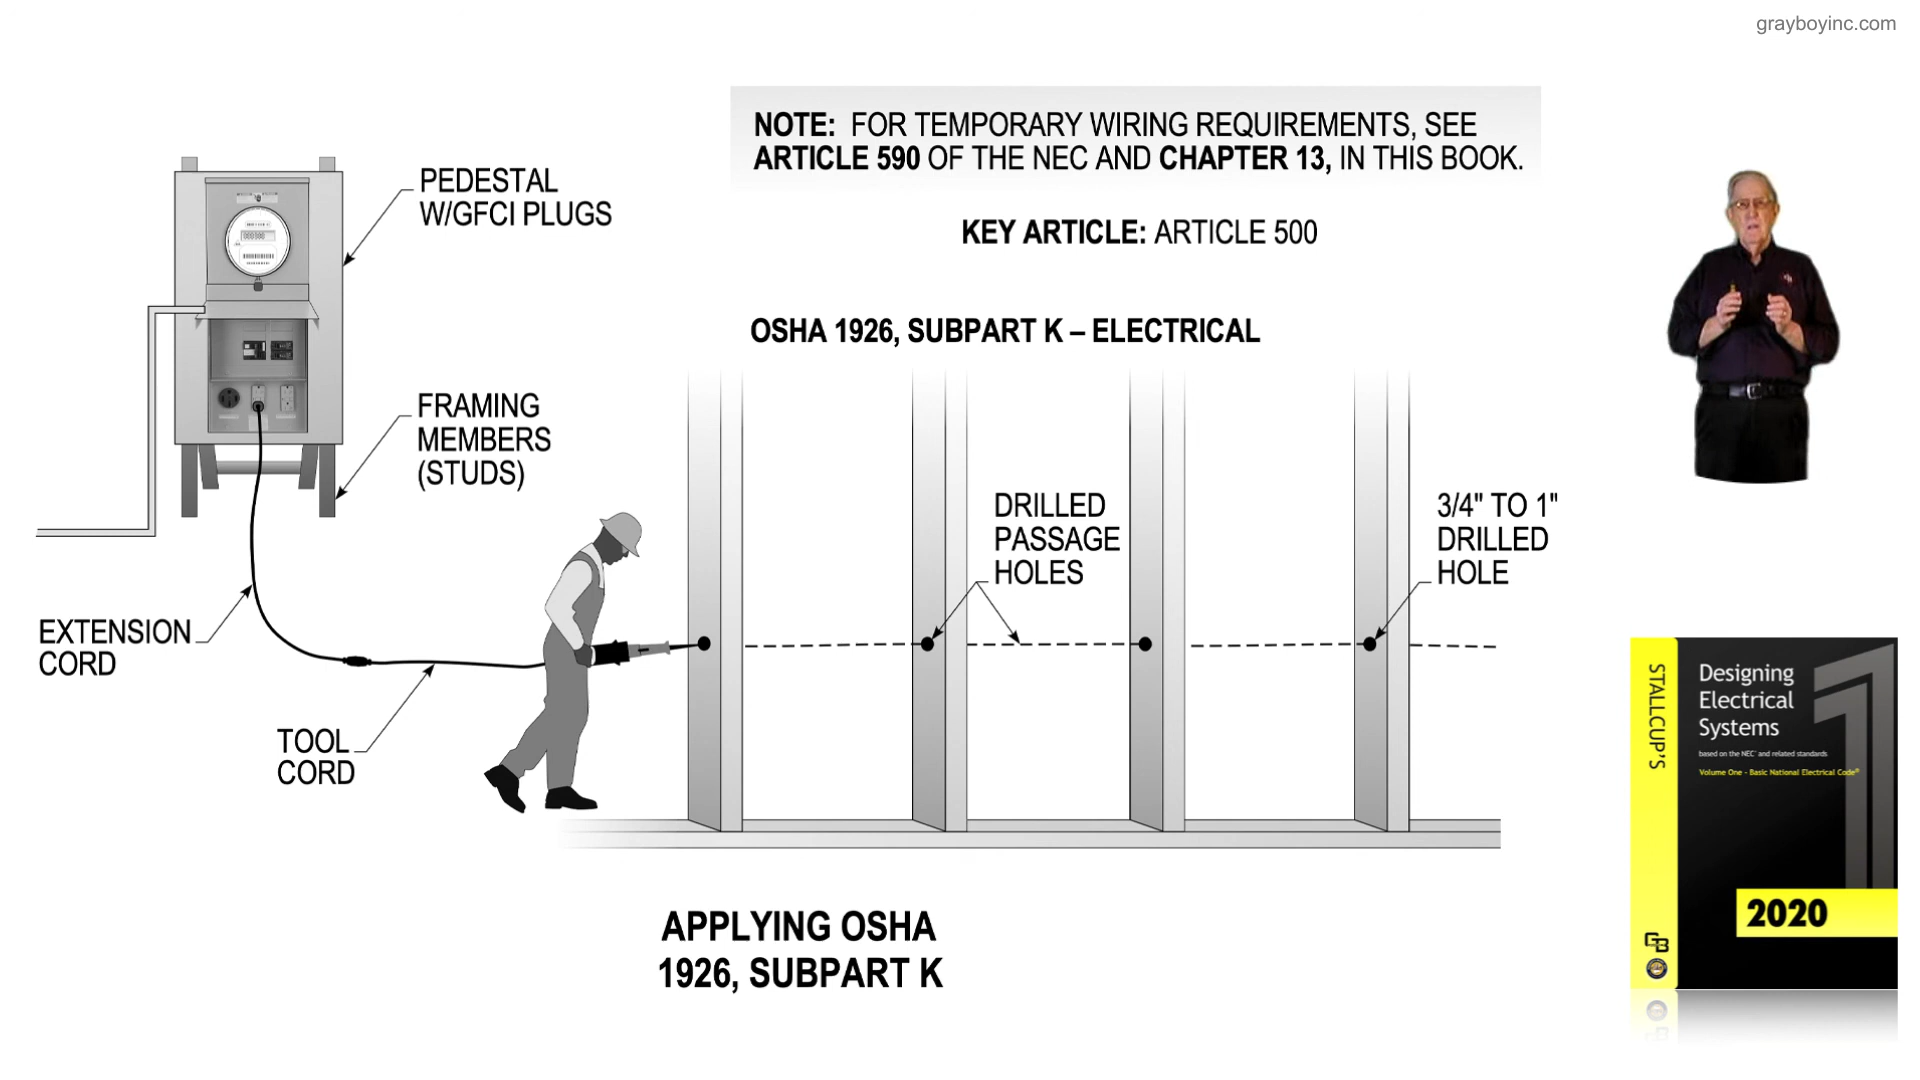 grayboyinc.com
NOTE: FOR TEMPORARY WIRING REQUIREMENTS, SEE
ARTICLE 590 OF THE NEC AND CHAPTER 13, IN THIS BOOK.
KEY ARTICLE: ARTICLE 500
OSHA 1926, SUBPART K – ELECTRICAL
PEDESTAL
W/GFCI PLUGS
FRAMING
MEMBERS
(STUDS)
DRILLED
PASSAGE
HOLES
3/4" TO 1"
DRILLED
HOLE
EXTENSION
CORD
TOOL
CORD
APPLYING OSHA
1926, SUBPART K
STALLCUP'S
Designing
Electrical
Systems
based on the NEC® and related standards
Volume One - Basic National Electrical Code®
2020
GB